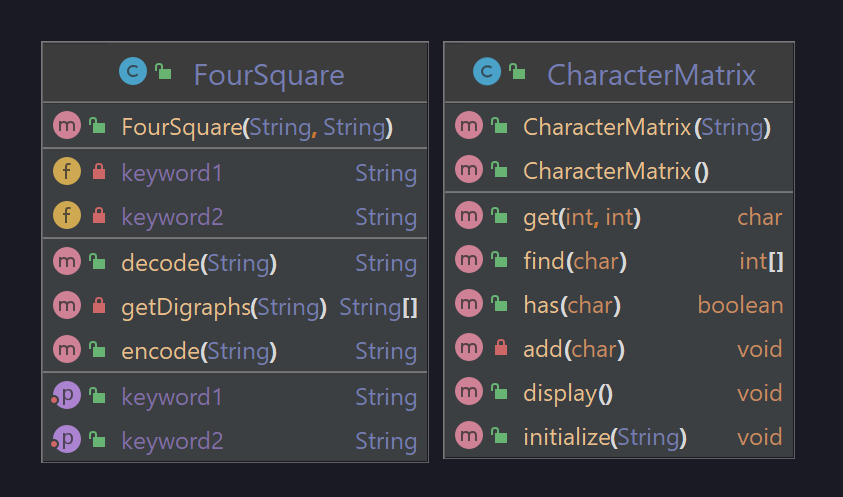 FourSquare
FourSquare(String, String)
keyword1 String
keyword2 String
decode(String) String
getDigraphs(String) String[]
encode(String) String
keyword1 String
keyword2 String
CharacterMatrix
CharacterMatrix(String)
CharacterMatrix()
get(int, int) char
find(char) int[]
has(char) boolean
add(char) void
display() void
initialize(String) void